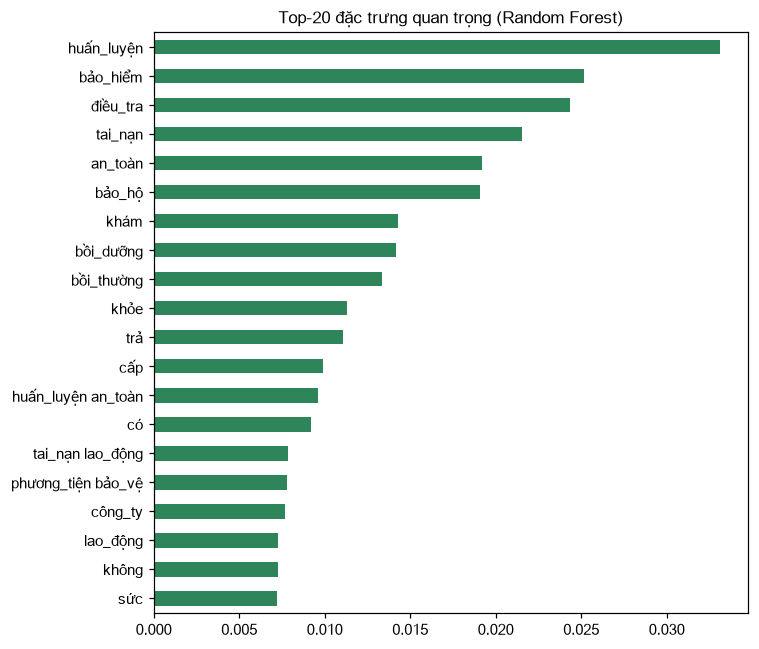 Top-20 đặc trưng quan trọng (Random Forest)
huấn_luyện
bảo_hiểm
điều_tra
tai_nạn
an_toàn
bảo_hộ
khám
bồi_dưỡng
bồi_thường
khỏe
trả
cấp
huấn_luyện an_toàn
có
tai_nạn lao_động
phương_tiện bảo_vệ
công_ty
lao_động
không
sức
0.000 0.005 0.010 0.015 0.020 0.025 0.030